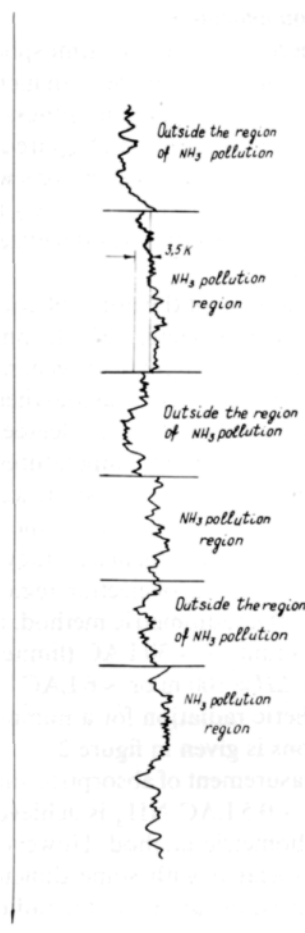 Outside the region
of NH₃ pollution
3,5 K
NH₃ pollution
region
Outside the region
of NH₃ pollution
NH₃ pollution
region
Outside the region
of NH₃ pollution
NH₃ pollution
region